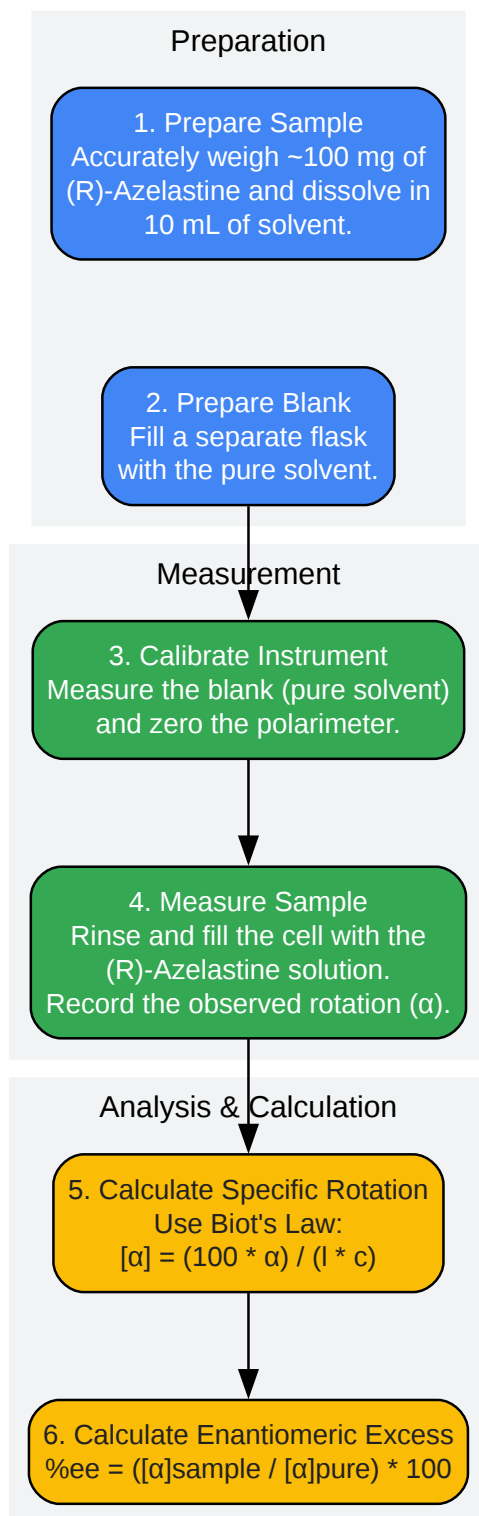 Preparation
1. Prepare Sample
Accurately weigh ~100 mg of
(R)-Azelastine and dissolve in
10 mL of solvent.
2. Prepare Blank
Fill a separate flask
with the pure solvent.
Measurement
3. Calibrate Instrument
Measure the blank (pure solvent)
and zero the polarimeter.
4. Measure Sample
Rinse and fill the cell with the
(R)-Azelastine solution.
Record the observed rotation (α).
Analysis & Calculation
5. Calculate Specific Rotation
Use Biot's Law:
[α] = (100 * α) / (l * c)
6. Calculate Enantiomeric Excess
%ee = ([α]sample / [α]pure) * 100